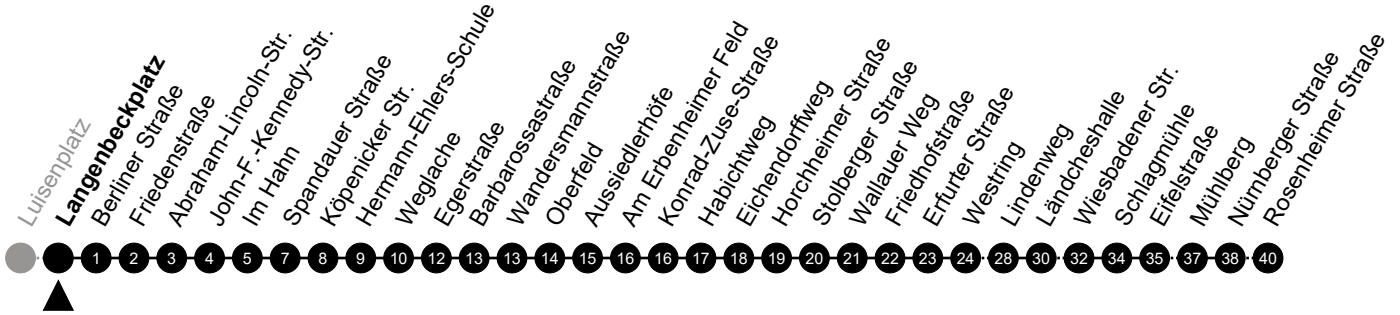 Luisenplatz
Langenbeckplatz
Berliner Straße
Friedenstraße
Abraham-Lincoln-Str.
John-F.-Kennedy-Str.
Im Hahn
Spandauer Straße
Köpenicker Str.
Hermann-Ehlers-Schule
Weglache
Egerstraße
Barbarossastraße
Wandersmannstraße
Oberfeld
Aussiedlerhöfe
Am Erbenheimer Feld
Konrad-Zuse-Straße
Habichtweg
Eichendorffweg
Horchheimer Straße
Stolberger Straße
Wallauer Weg
Friedhofstraße
Erfurter Straße
Westring
Lindenweg
Ländcheshalle
Wiesbadener Str.
Schlagmühle
Eifelstraße
Mühlberg
Nürnberger Straße
Rosenheimer Straße
1 2 3 4 5 7 8 9 10 12 13 13 14 15 16 16 17 18 19 20 21 22 23 24 28 30 32 34 35 37 38 40